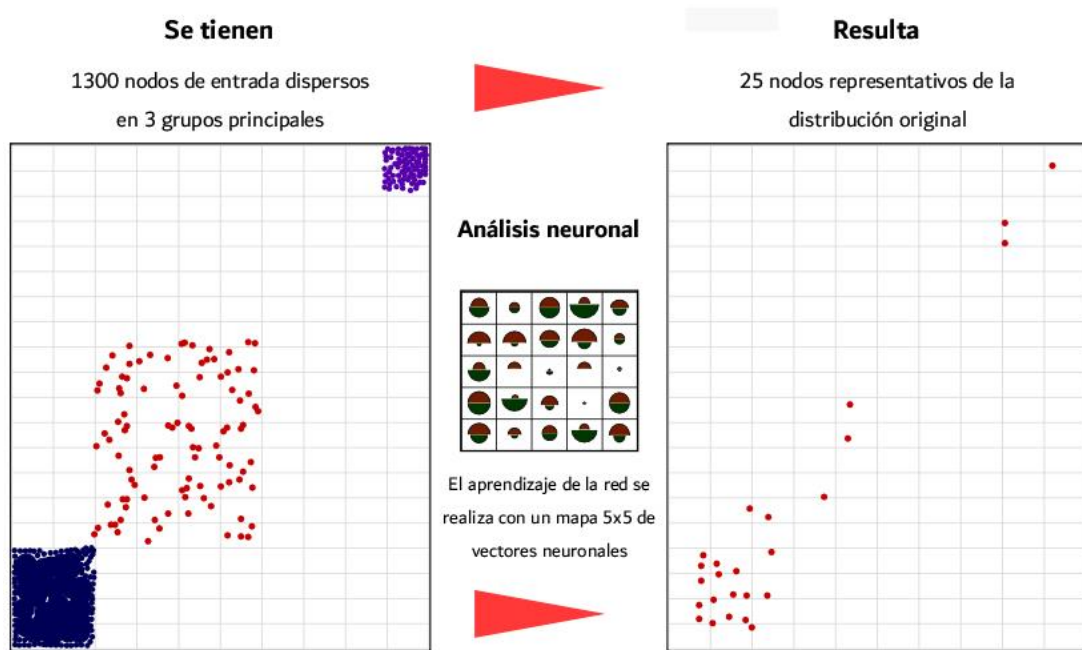 Se tienen
1300 nodos de entrada dispersos
en 3 grupos principales
Análisis neuronal
El aprendizaje de la red se
realiza con un mapa 5x5 de
vectores neuronales
Resulta
25 nodos representativos de la
distribución original